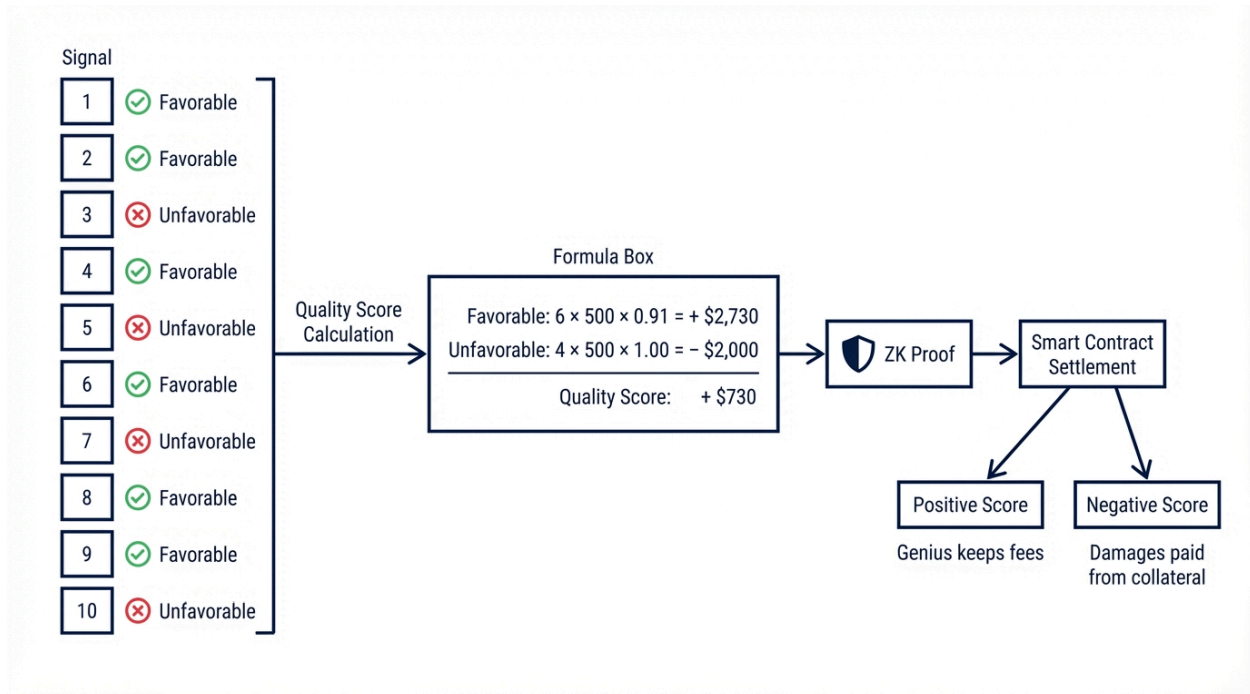 Signal
1 Favorable
2 Favorable
3 Unfavorable
4 Favorable
5 Unfavorable
6 Favorable
7 Unfavorable
8 Favorable
9 Favorable
10 Unfavorable
Quality Score
Calculation
Formula Box
Favorable: 6 × 500 × 0.91 = + $2,730
Unfavorable: 4 × 500 × 1.00 = − $2,000
Quality Score: + $730
ZK Proof
Smart Contract
Settlement
Positive Score
Genius keeps fees
Negative Score
Damages paid
from collateral